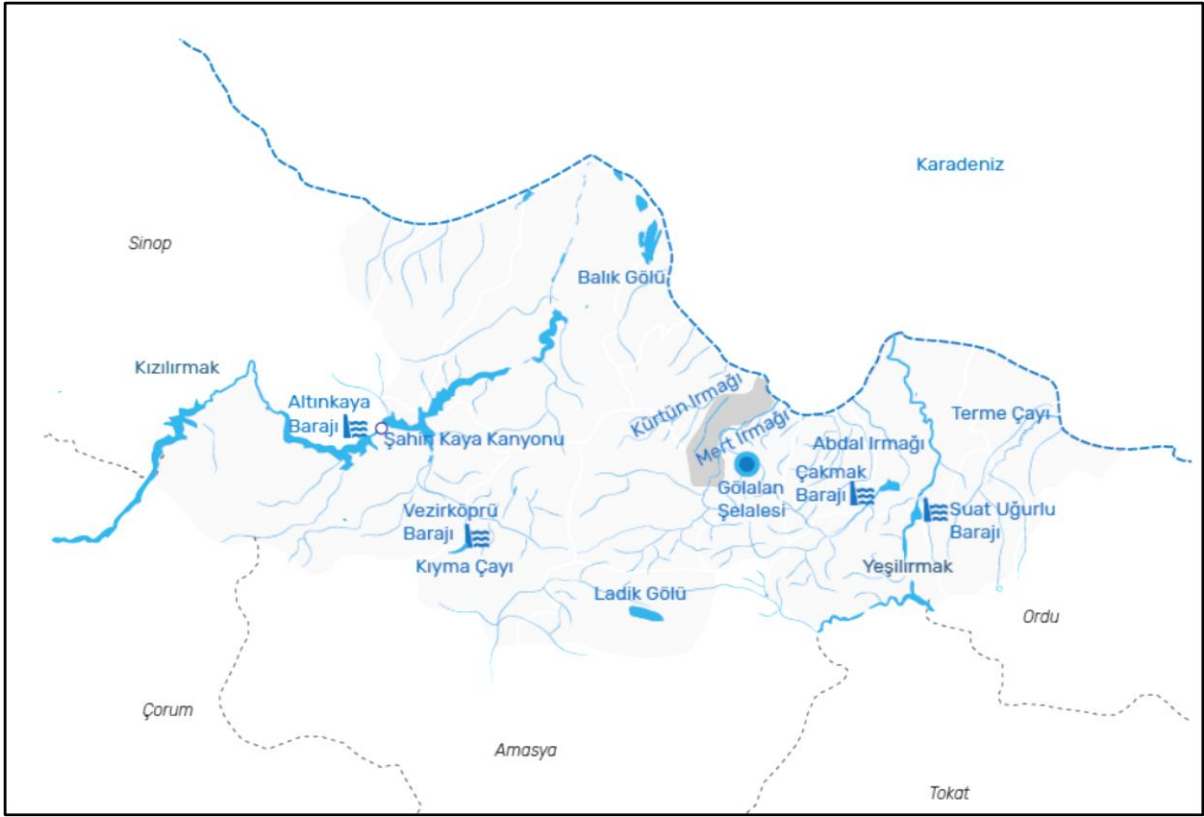 Karadeniz
Sinop
Balık Gölü
Kızılırmak
Altınkaya
Barajı
Şahin Kaya Kanyonu
Kürtün Irmağı
Mert Irmağı
Terme Çayı
Abdal Irmağı
Çakmak
Barajı
Gölalan
Şelalesi
Vezirköprü
Barajı
Suat Uğurlu
Barajı
Kıyma Çayı
Yeşilırmak
Ladik Gölü
Ordu
Çorum
Amasya
Tokat